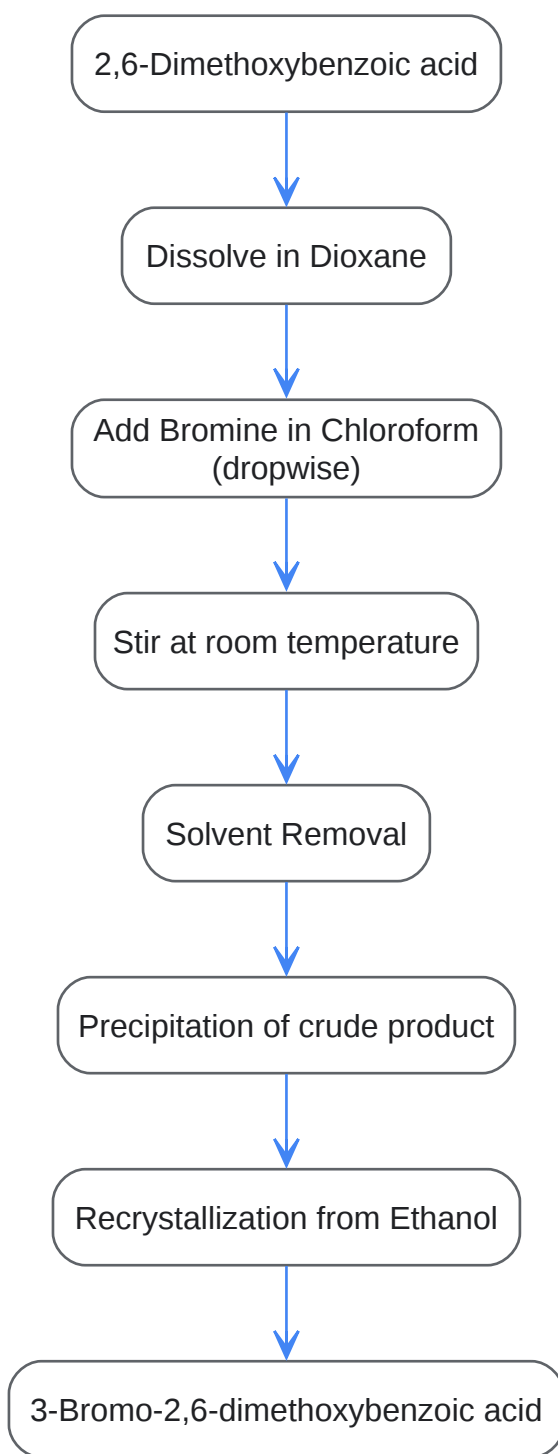 2,6-Dimethoxybenzoic acid
Dissolve in Dioxane
Add Bromine in Chloroform
(dropwise)
Stir at room temperature
Solvent Removal
Precipitation of crude product
Recrystallization from Ethanol
3-Bromo-2,6-dimethoxybenzoic acid